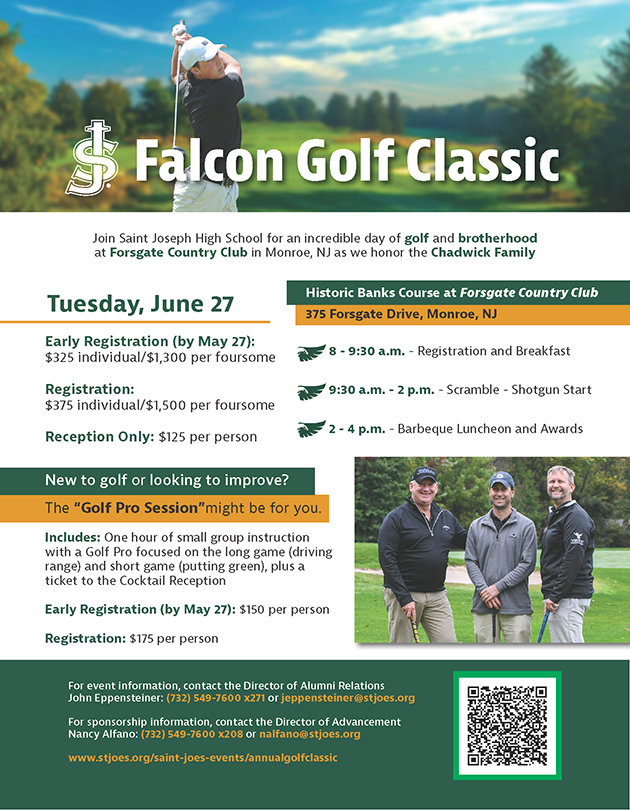 SJ
Falcon Golf Classic
Join Saint Joseph High School for an incredible day of golf and brotherhood
at Forsgate Country Club in Monroe, NJ as we honor the Chadwick Family
Tuesday, June 27
Early Registration (by May 27):
$325 individual/$1,300 per foursome
Registration:
$375 individual/$1,500 per foursome
Reception Only: $125 per person
Historic Banks Course at Forsgate Country Club
375 Forsgate Drive, Monroe, NJ
8 - 9:30 a.m. - Registration and Breakfast
9:30 a.m. - 2 p.m. - Scramble - Shotgun Start
2 - 4 p.m. - Barbeque Luncheon and Awards
New to golf or looking to improve?
The “Golf Pro Session”might be for you.
Includes: One hour of small group instruction
with a Golf Pro focused on the long game (driving
range) and short game (putting green), plus a
ticket to the Cocktail Reception
Early Registration (by May 27): $150 per person
Registration: $175 per person
For event information, contact the Director of Alumni Relations
John Eppensteiner: (732) 549-7600 x271 or jeppensteiner@stjoes.org
For sponsorship information, contact the Director of Advancement
Nancy Alfano: (732) 549-7600 x208 or nalfano@stjoes.org
www.stjoes.org/saint-joes-events/annualgolfclassic